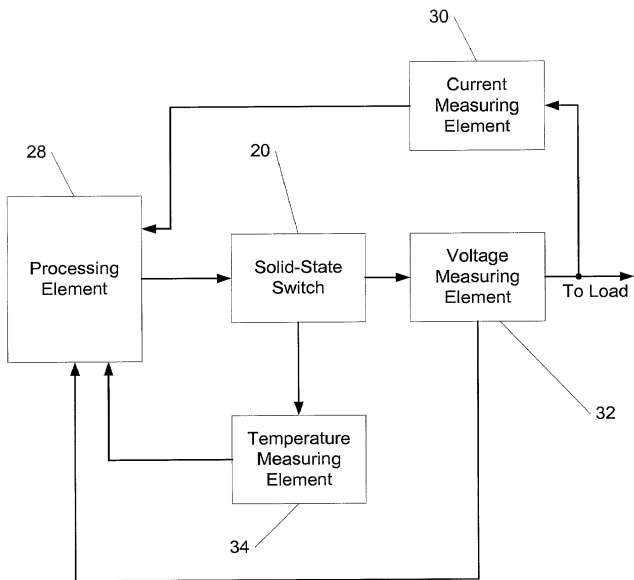 30
Current
Measuring
Element
28
20
Processing
Element
Solid-State
Switch
Voltage
Measuring
Element
To Load
32
Temperature
Measuring
Element
34